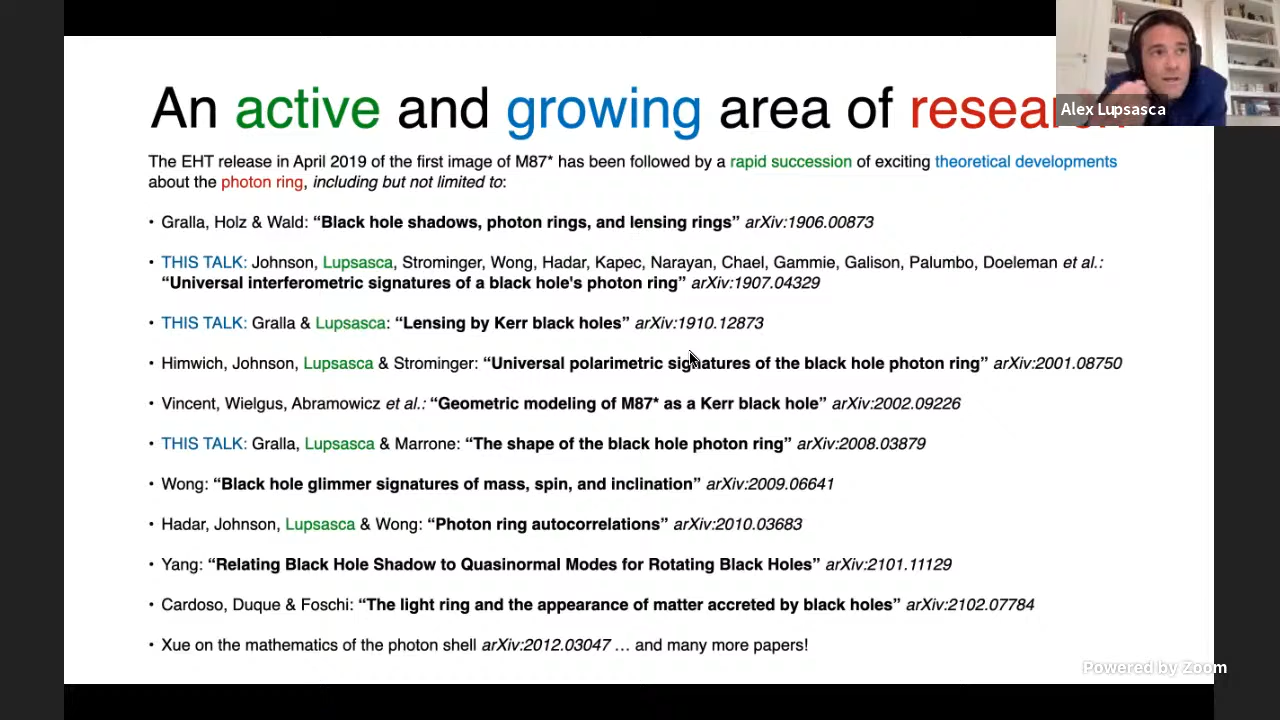 An active and growing area of research
Alex Lupsasca
The EHT release in April 2019 of the first image of M87* has been followed by a rapid succession of exciting theoretical developments
about the photon ring, including but not limited to:
• Gralla, Holz & Wald: “Black hole shadows, photon rings, and lensing rings” arXiv:1906.00873
• THIS TALK: Johnson, Lupsasca, Strominger, Wong, Hadar, Kapec, Narayan, Chael, Gammie, Galison, Palumbo, Doeleman et al.:
“Universal interferometric signatures of a black hole's photon ring” arXiv:1907.04329
• THIS TALK: Gralla & Lupsasca: “Lensing by Kerr black holes” arXiv:1910.12873
• Himwich, Johnson, Lupsasca & Strominger: “Universal polarimetric signatures of the black hole photon ring” arXiv:2001.08750
• Vincent, Wielgus, Abramowicz et al.: “Geometric modeling of M87* as a Kerr black hole” arXiv:2002.09226
• THIS TALK: Gralla, Lupsasca & Marrone: “The shape of the black hole photon ring” arXiv:2008.03879
• Wong: “Black hole glimmer signatures of mass, spin, and inclination” arXiv:2009.06641
• Hadar, Johnson, Lupsasca & Wong: “Photon ring autocorrelations” arXiv:2010.03683
• Yang: “Relating Black Hole Shadow to Quasinormal Modes for Rotating Black Holes” arXiv:2101.11129
• Cardoso, Duque & Foschi: “The light ring and the appearance of matter accreted by black holes” arXiv:2102.07784
• Xue on the mathematics of the photon shell arXiv:2012.03047 … and many more papers!
Powered by Zoom